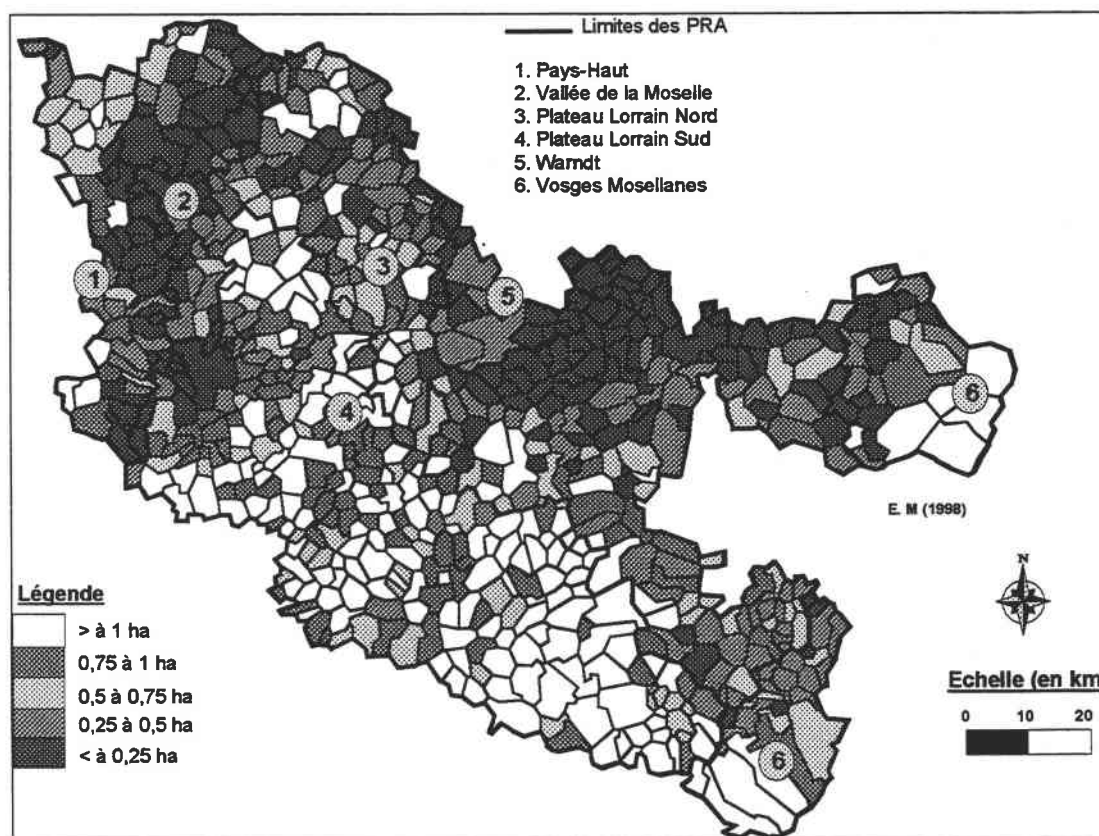 Limites des PRA
1. Pays-Haut
2. Vallée de la Moselle
3. Plateau Lorrain Nord
4. Plateau Lorrain Sud
5. Warndt
6. Vosges Mosellanes
2
1
3
5
6
4
E. M (1998)
N
Légende
> à 1 ha
0,75 à 1 ha
0,5 à 0,75 ha
0,25 à 0,5 ha
< à 0,25 ha
Echelle (en km
0 10 20
6